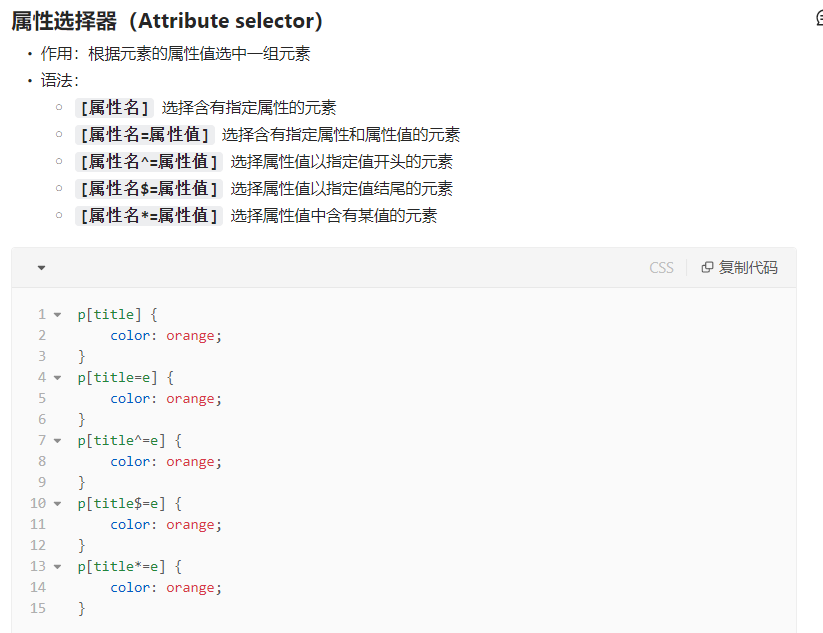 属性选择器（Attribute selector）
• 作用：根据元素的属性值选中一组元素
• 语法：
○ [属性名] 选择含有指定属性的元素
○ [属性名=属性值] 选择含有指定属性和属性值的元素
○ [属性名^=属性值] 选择属性值以指定值开头的元素
○ [属性名$=属性值] 选择属性值以指定值结尾的元素
○ [属性名*=属性值] 选择属性值中含有某值的元素
CSS 复制代码
1 p[title] {
2     color: orange;
3 }
4 p[title=e] {
5     color: orange;
6 }
7 p[title^=e] {
8     color: orange;
9 }
10 p[title$=e] {
11     color: orange;
12 }
13 p[title*=e] {
14     color: orange;
15 }